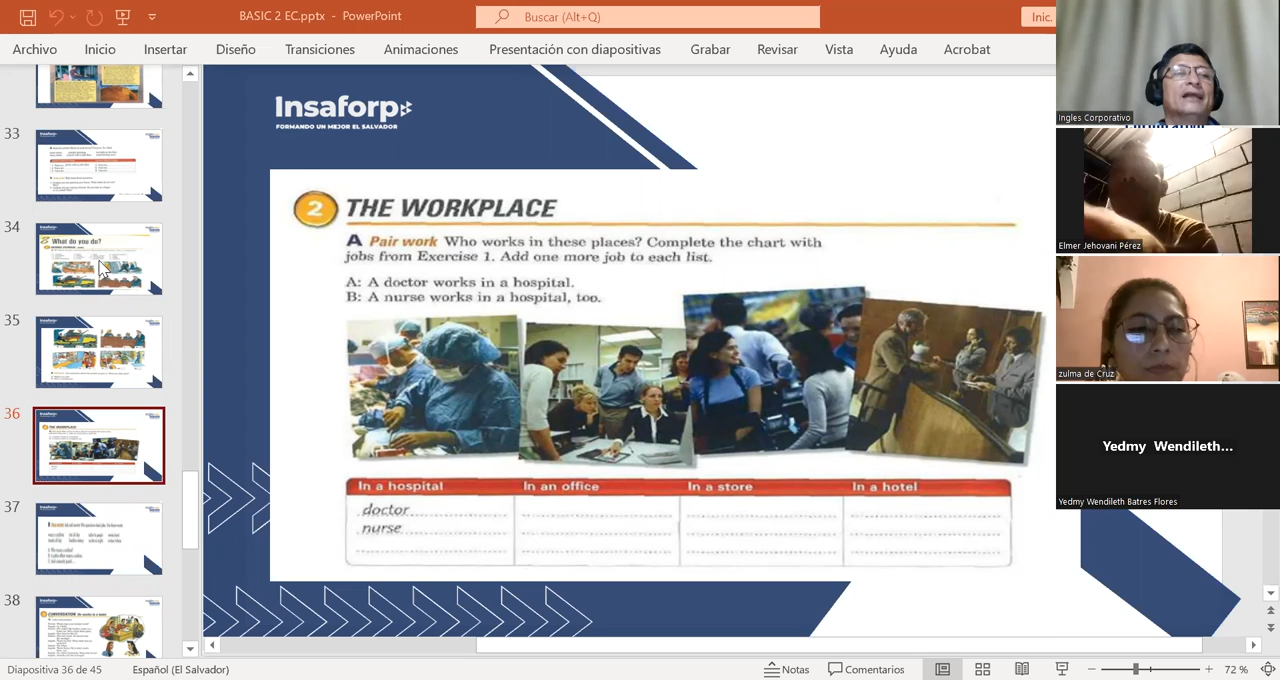 BASIC 2 EC.pptx - PowerPoint
Buscar (Alt+Q)
Inic.
Archivo Inicio Insertar Diseño Transiciones Animaciones Presentación con diapositivas Grabar Revisar Vista Ayuda Acrobat
33
34
What do you do?
35
36
THE WORKPLACE
37
38
Insaforp
FORMANDO UN MEJOR EL SALVADOR
2 THE WORKPLACE
A Pair work Who works in these places? Complete the chart with
jobs from Exercise 1. Add one more job to each list.
A: A doctor works in a hospital.
B: A nurse works in a hospital, too.
In a hospital In an office In a store In a hotel
doctor
nurse
Ingles Corporativo
Elmer Jehovani Pérez
zulma de Cruz
Yedmy Wendileth...
Yedmy Wendileth Batres Flores
Diapositiva 36 de 45 Español (El Salvador) Notas Comentarios 72 %